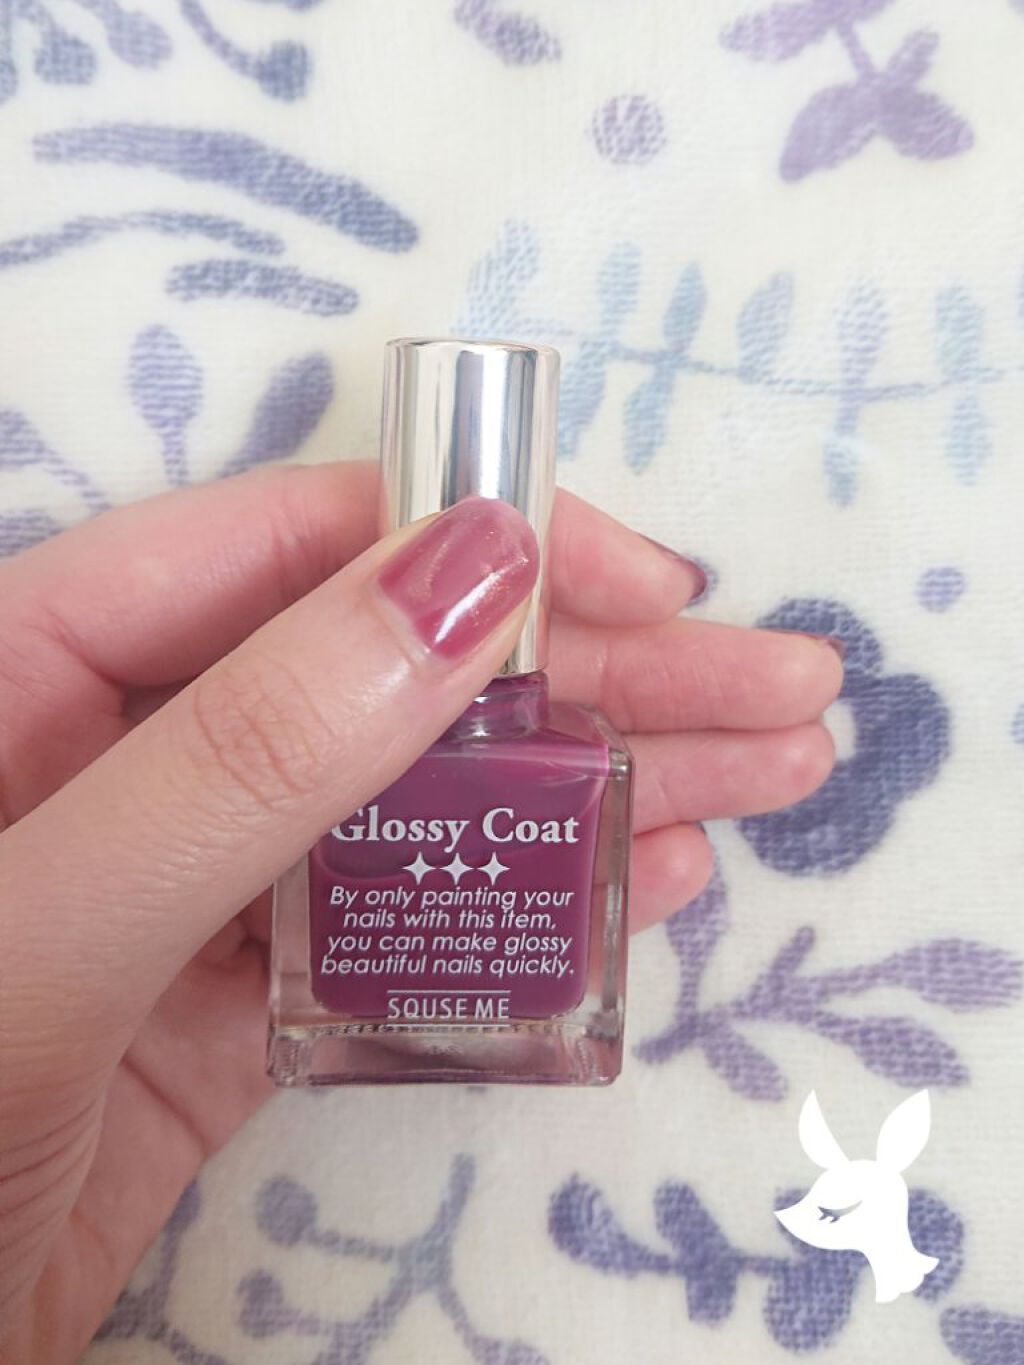 Glossy Coat
By only painting your
nails with this item,
you can make glossy
beautiful nails quickly.
SQUSE ME